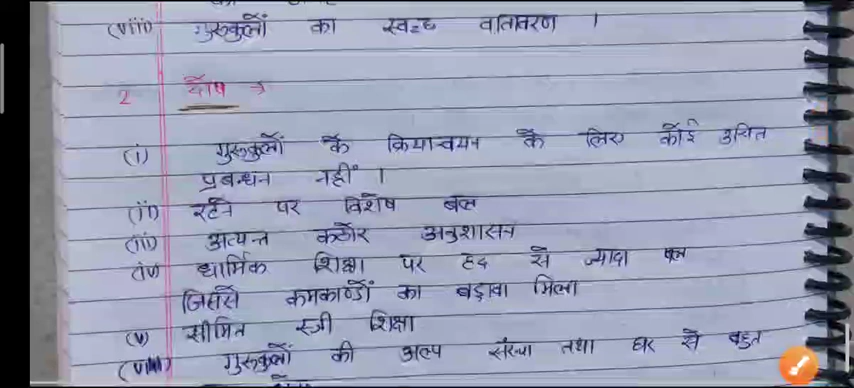 (viii) गुरुकुलों का स्वच्छ वातावरण ।
2 दोष →
(i) गुरुकुलों के क्रियान्वयन के लिए कोई उचित
प्रबन्धन नहीं ।
(ii) रटने पर विशेष बल
(iii) अत्यन्त कठोर अनुशासन
(iv) धार्मिक शिक्षा पर हद से ज्यादा बल
जिससे कर्मकाण्डों का बढ़ावा मिला
(v) सीमित स्त्री शिक्षा
गुरुकुलों की अल्प संख्या तथा घर से बहुत